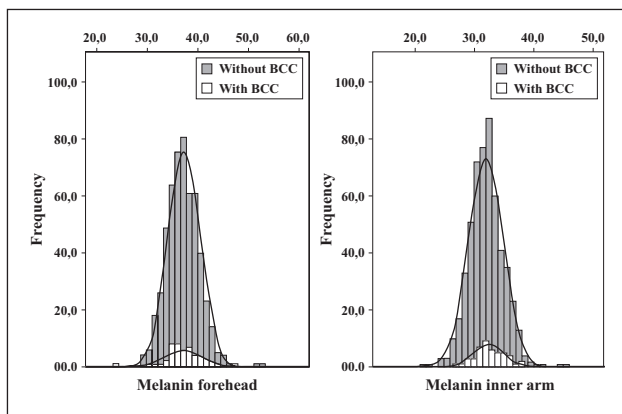 20,0 30,0 40,0 50,0 60,0
100,0
80,0
60,0
40,0
20,0
00.0
Frequency
Without BCC
With BCC
Melanin forehead
20,0 30,0 40,0 50,0
100,0
80,0
60,0
40,0
20,0
00.0
Frequency
Without BCC
With BCC
Melanin inner arm